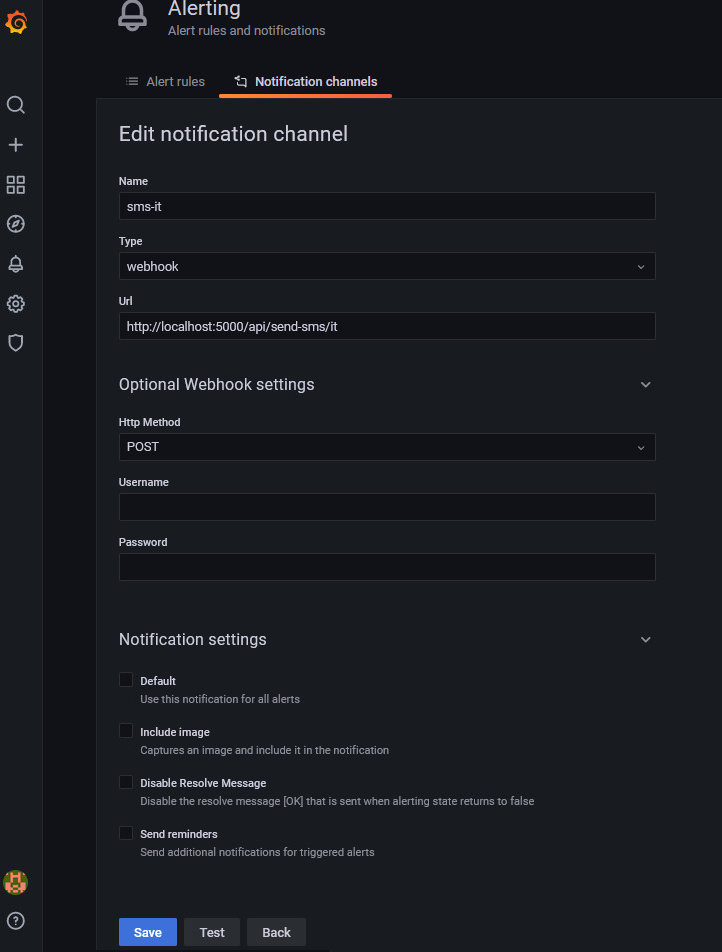 Alerting
Alert rules and notifications
Alert rules
Notification channels
Edit notification channel
Name
sms-it
Type
webhook
Url
http://localhost:5000/api/send-sms/it
Optional Webhook settings
Http Method
POST
Username
Password
Notification settings
Default
Use this notification for all alerts
Include image
Captures an image and include it in the notification
Disable Resolve Message
Disable the resolve message [OK] that is sent when alerting state returns to false
Send reminders
Send additional notifications for triggered alerts
Save
Test
Back